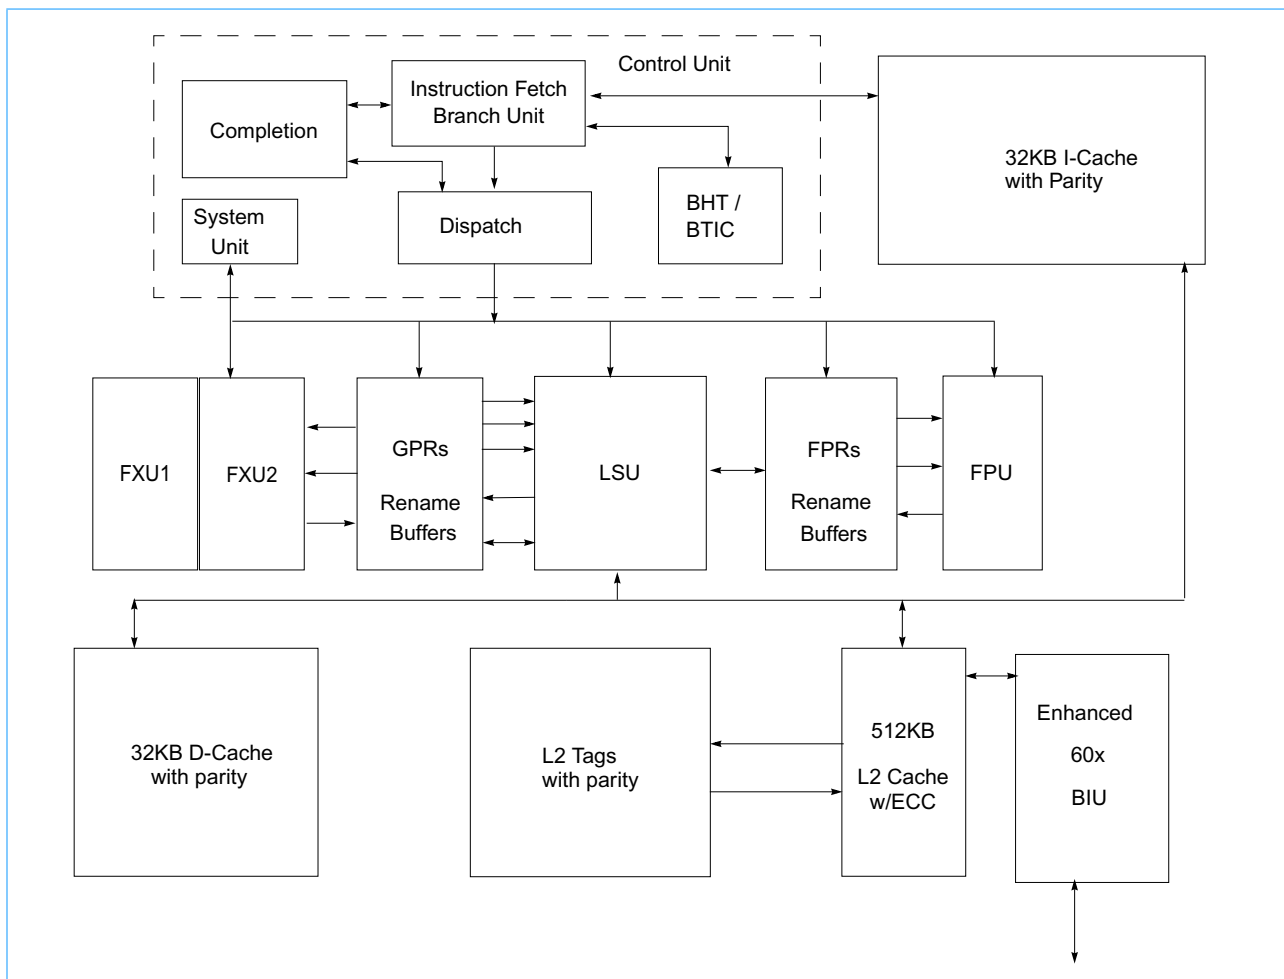 Control Unit
Instruction Fetch
Branch Unit
Completion
32KB I-Cache
with Parity
System
Unit
Dispatch
BHT /
BTIC
FXU1
FXU2
GPRs
Rename
Buffers
LSU
FPRs
Rename
Buffers
FPU
32KB D-Cache
with parity
L2 Tags
with parity
512KB
L2 Cache
w/ECC
Enhanced
60x
BIU